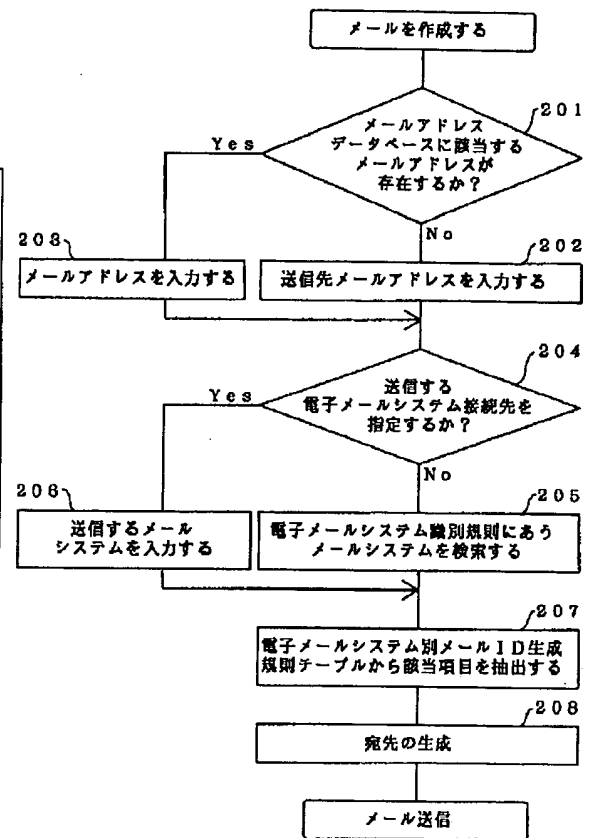 メールを作成する
201
メールアドレス
データベースに該当する
メールアドレスが
存在するか？
Yes
No
203
メールアドレスを入力する
202
送信先メールアドレスを入力する
204
送信する
電子メールシステム接続先を
指定するか？
Yes
No
206
送信するメール
システムを入力する
205
電子メールシステム識別規則にあう
メールシステムを検索する
207
電子メールシステム別メールＩＤ生成
規則テーブルから該当項目を抽出する
208
宛先の生成
メール送信